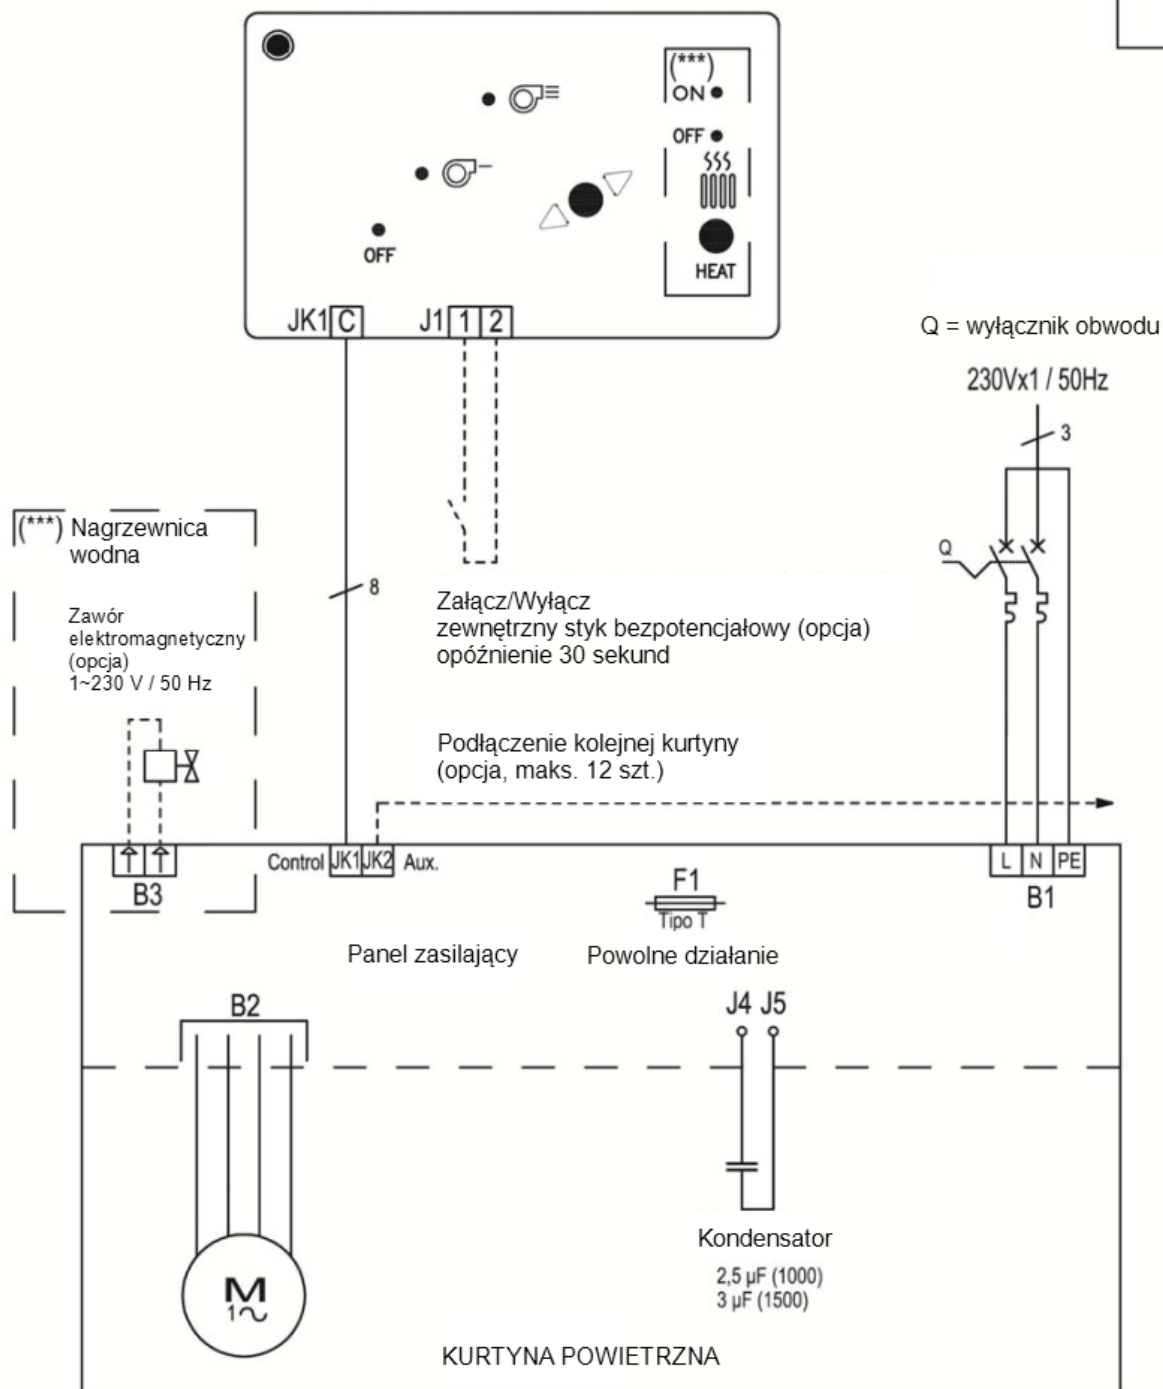 (***)
ON
OFF
HEAT
OFF
JK1 C
J1 1 2
Q = wyłącznik obwodu
230Vx1 / 50Hz
3
(***) Nagrzewnica
wodna
Zawór
elektromagnetyczny
(opcja)
1~230 V / 50 Hz
8
Q
Załącz/Wyłącz
zewnętrzny styk bezpotencjałowy (opcja)
opóźnienie 30 sekund
Podłączenie kolejnej kurtyny
(opcja, maks. 12 szt.)
B3
Control JK1 JK2 Aux.
F1
Tipo T
L N PE
B1
Panel zasilający
Powolne działanie
B2
J4 J5
M
1~
Kondensator
2,5 µF (1000)
3 µF (1500)
KURTYNA POWIETRZNA